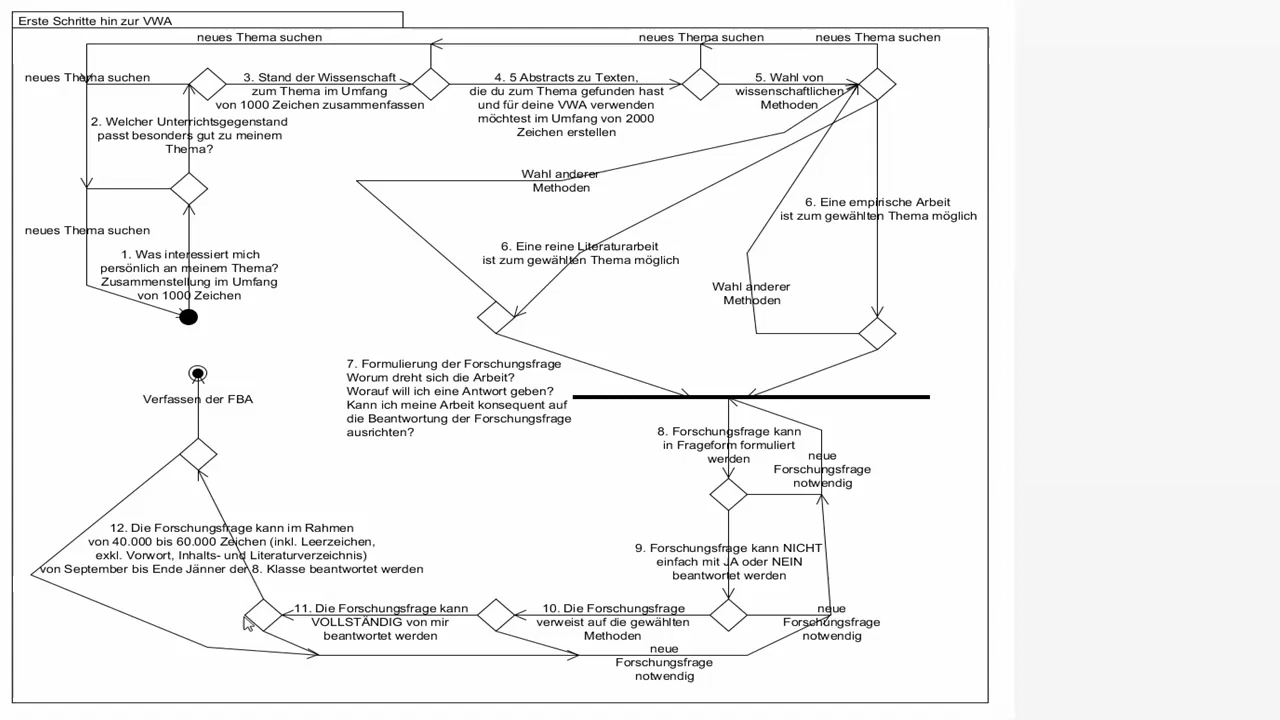 Erste Schritte hin zur VWA
neues Thema suchen
neues Thema suchen
neues Thema suchen
neues Thema suchen
3. Stand der Wissenschaft
zum Thema im Umfang
von 1000 Zeichen zusammenfassen
4. 5 Abstracts zu Texten,
die du zum Thema gefunden hast
und für deine VWA verwenden
möchtest im Umfang von 2000
Zeichen erstellen
5. Wahl von
wissenschaftlichen
Methoden
2. Welcher Unterrichtsgegenstand
passt besonders gut zu meinem
Thema?
Wahl anderer
Methoden
6. Eine empirische Arbeit
ist zum gewählten Thema möglich
neues Thema suchen
1. Was interessiert mich
persönlich an meinem Thema?
Zusammenstellung im Umfang
von 1000 Zeichen
6. Eine reine Literaturarbeit
ist zum gewählten Thema möglich
Wahl anderer
Methoden
7. Formulierung der Forschungsfrage
Worum dreht sich die Arbeit?
Worauf will ich eine Antwort geben?
Kann ich meine Arbeit konsequent auf
die Beantwortung der Forschungsfrage
ausrichten?
Verfassen der FBA
8. Forschungsfrage kann
in Frageform formuliert
werden
neue
Forschungsfrage
notwendig
12. Die Forschungsfrage kann im Rahmen
von 40.000 bis 60.000 Zeichen (inkl. Leerzeichen,
exkl. Vorwort, Inhalts- und Literaturverzeichnis)
von September bis Ende Jänner der 8. Klasse beantwortet werden
9. Forschungsfrage kann NICHT
einfach mit JA oder NEIN
beantwortet werden
11. Die Forschungsfrage kann
VOLLSTÄNDIG von mir
beantwortet werden
10. Die Forschungsfrage
verweist auf die gewählten
Methoden
neue
Forschungsfrage
notwendig
neue
Forschungsfrage
notwendig